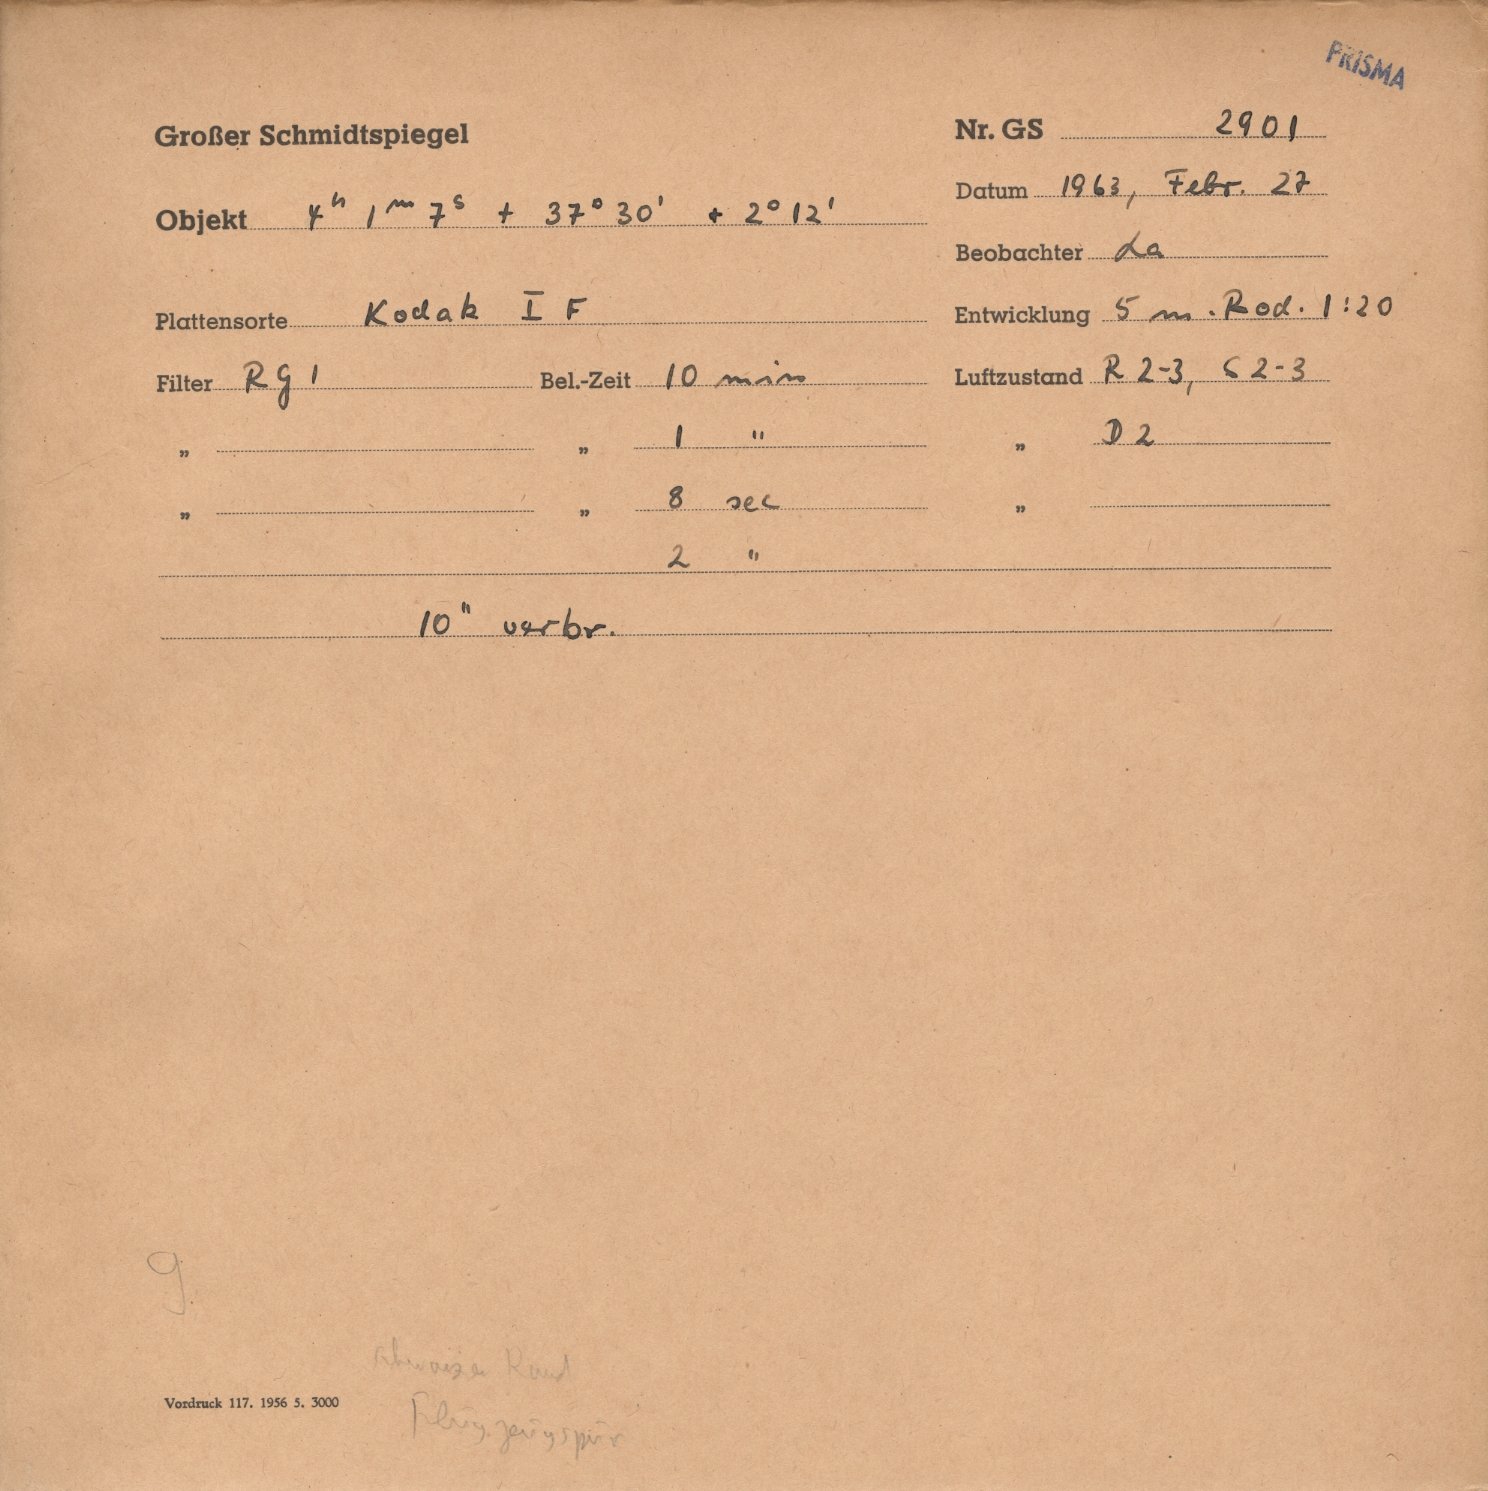 PRISMA
Großer Schmidtspiegel
Nr. GS 2901
Datum 1963, Febr. 27
Objekt 4ʰ 1ᵐ 7ˢ + 37° 30' + 2° 12'
Beobachter La
Plattensorte Kodak I F
Entwicklung 5 m. Rod. 1:20
Filter RG 1 Bel.-Zeit 10 min Luftzustand R 2-3, S 2-3
„ „ 1 " „ D 2
„ „ 8 sec „
2 "
10" verbr.
9
Rand
Vordruck 117. 1956 5. 3000
Flugzeugspur